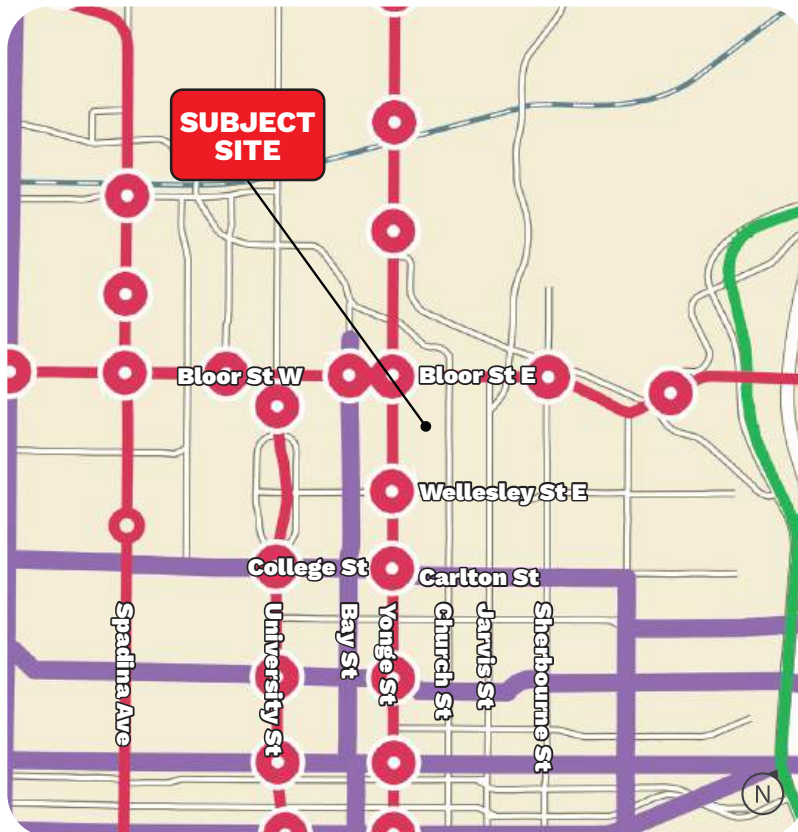 SUBJECT
SITE
Bloor St W
Bloor St E
Wellesley St E
College St
Carlton St
Spadina Ave
University St
Bay St
Yonge St
Church St
Jarvis St
Sherbourne St
N